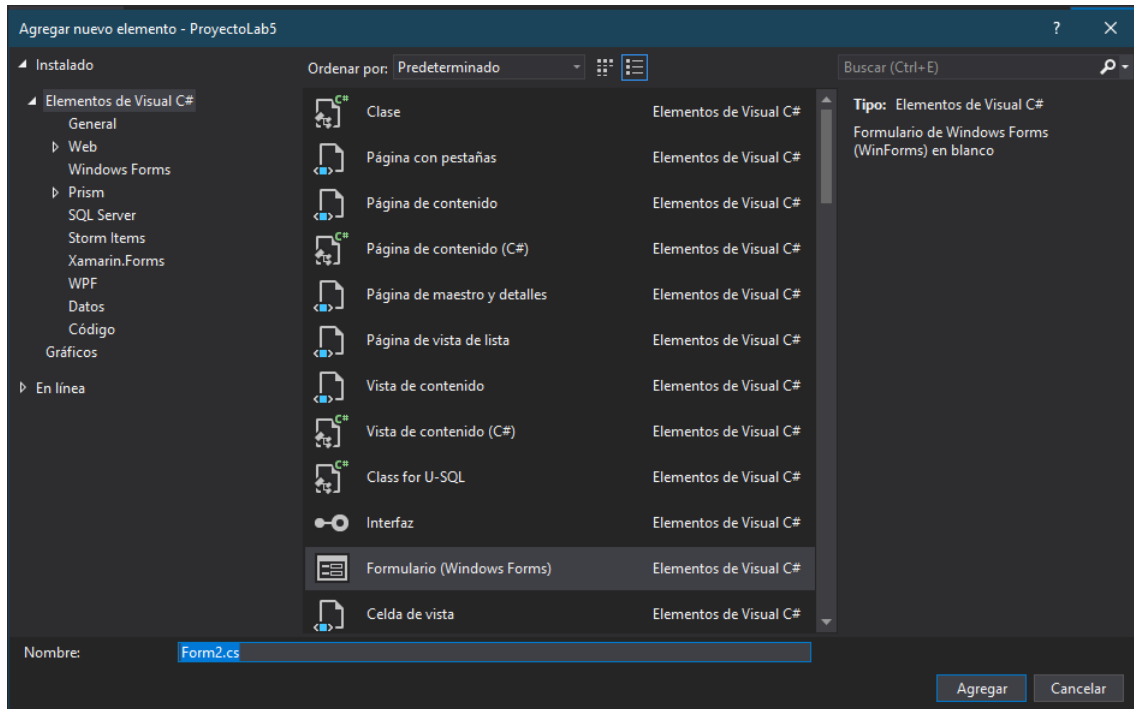 Agregar nuevo elemento - ProyectoLab5
Instalado
Elementos de Visual C#
General
Web
Windows Forms
Prism
SQL Server
Storm Items
Xamarin.Forms
WPF
Datos
Código
Gráficos
En línea
Ordenar por: Predeterminado
C# Clase Elementos de Visual C#
Página con pestañas Elementos de Visual C#
Página de contenido Elementos de Visual C#
C# Página de contenido (C#) Elementos de Visual C#
Página de maestro y detalles Elementos de Visual C#
Página de vista de lista Elementos de Visual C#
Vista de contenido Elementos de Visual C#
C# Vista de contenido (C#) Elementos de Visual C#
C# Class for U-SQL Elementos de Visual C#
Interfaz Elementos de Visual C#
Formulario (Windows Forms) Elementos de Visual C#
Celda de vista Elementos de Visual C#
Buscar (Ctrl+E)
Tipo: Elementos de Visual C#
Formulario de Windows Forms
(WinForms) en blanco
Nombre: Form2.cs
Agregar Cancelar